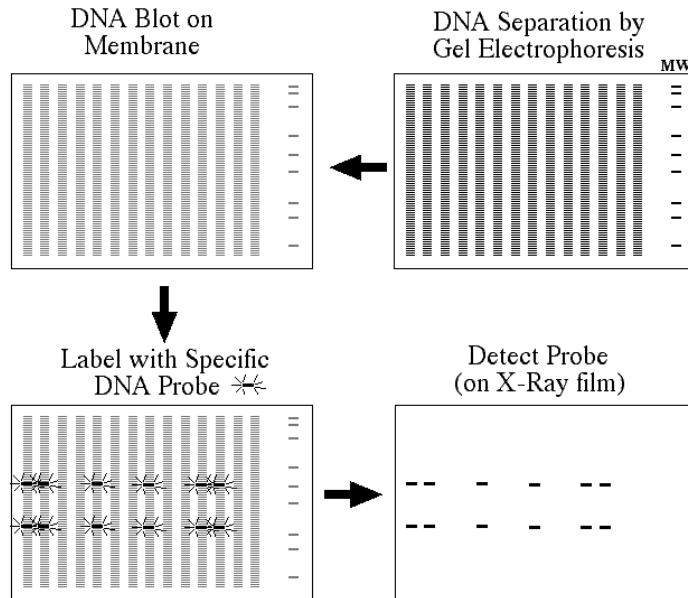 DNA Blot on
Membrane
DNA Separation by
Gel Electrophoresis
MW
Label with Specific
DNA Probe
Detect Probe
(on X-Ray film)